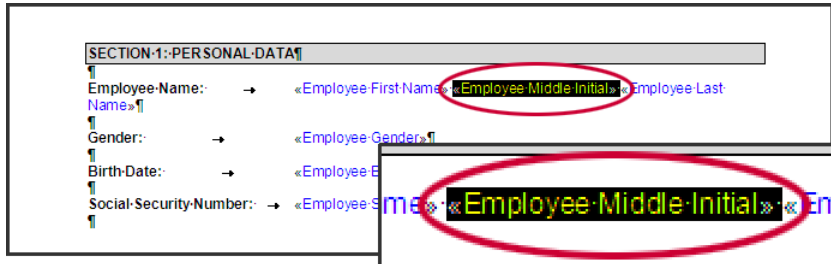 SECTION·1:·PERSONAL·DATA¶
¶
Employee·Name:· → «Employee·First·Name»·«Employee·Middle·Initial»·«Employee·Last·
Name»¶
¶
Gender:· → «Employee·Gender»¶
¶
Birth·Date:· → «Employee·B
¶
Social·Security·Number:· → «Employee·S
¶
me»·«Employee·Middle·Initial»·«Em